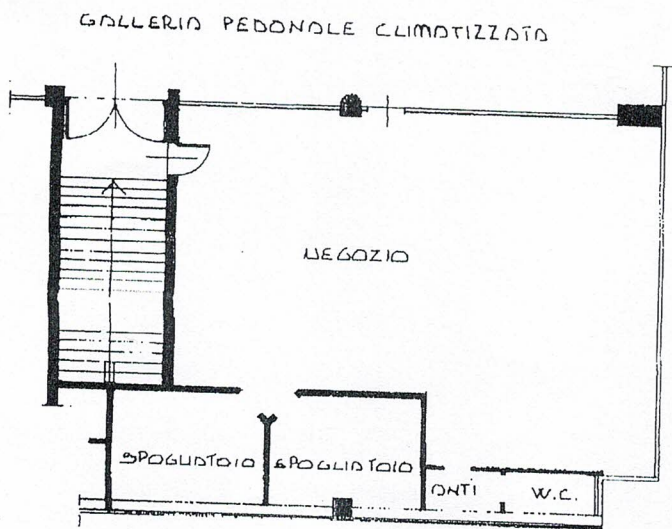 GALLERIA PEDONALE CLIMATIZZATA
NEGOZIO
SPOGLIATOIO SPOGLIATOIO
ANTI W.C.